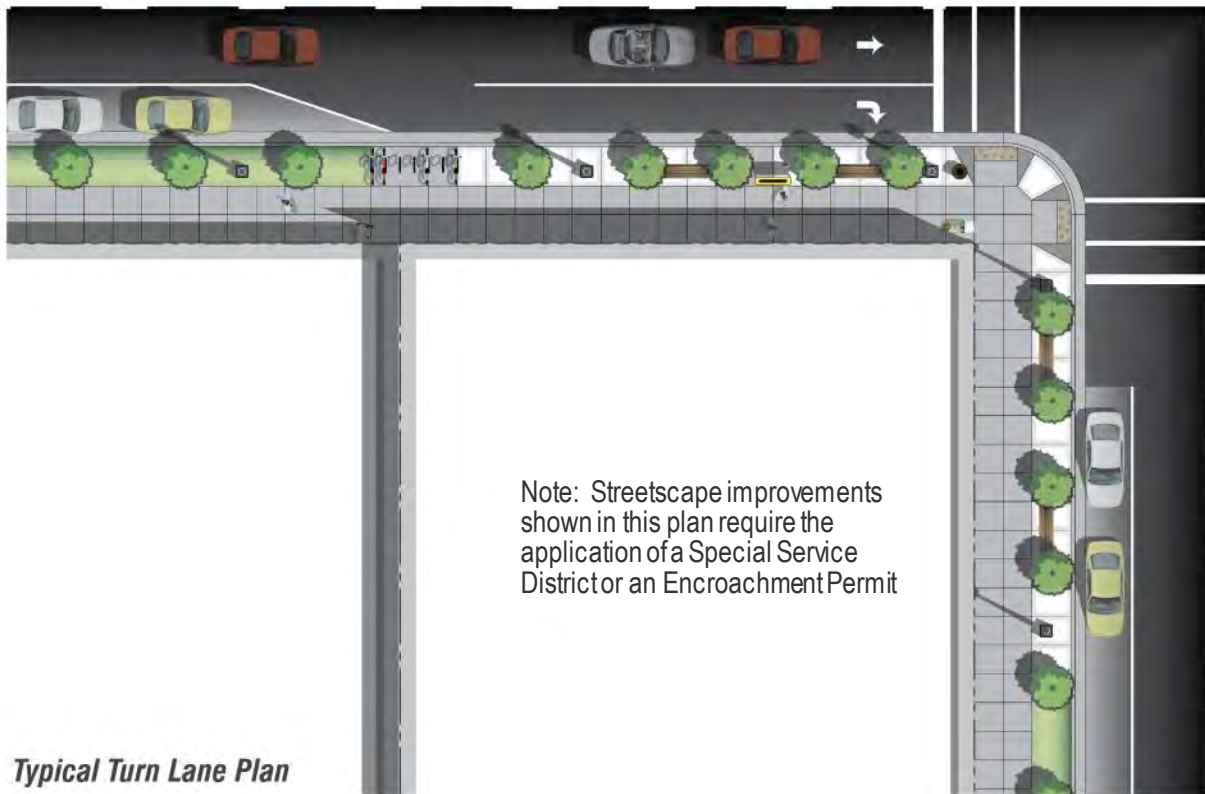 Note: Streetscape improvements
shown in this plan require the
application of a Special Service
District or an Encroachment Permit
Typical Turn Lane Plan